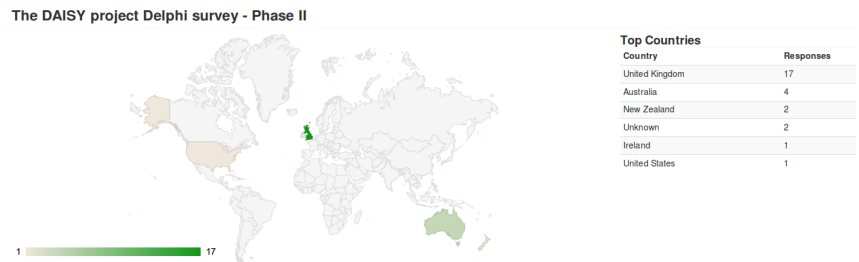 The DAISY project Delphi survey - Phase II
Top Countries
Country Responses
United Kingdom 17
Australia 4
New Zealand 2
Unknown 2
Ireland 1
United States 1
1 17